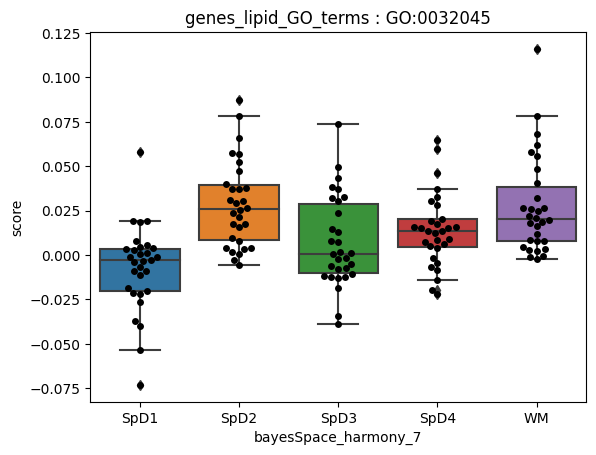 genes_lipid_GO_terms : GO:0032045
0.125
0.100
0.075
0.050
0.025
0.000
−0.025
−0.050
−0.075
score
SpD1 SpD2 SpD3 SpD4 WM
bayesSpace_harmony_7